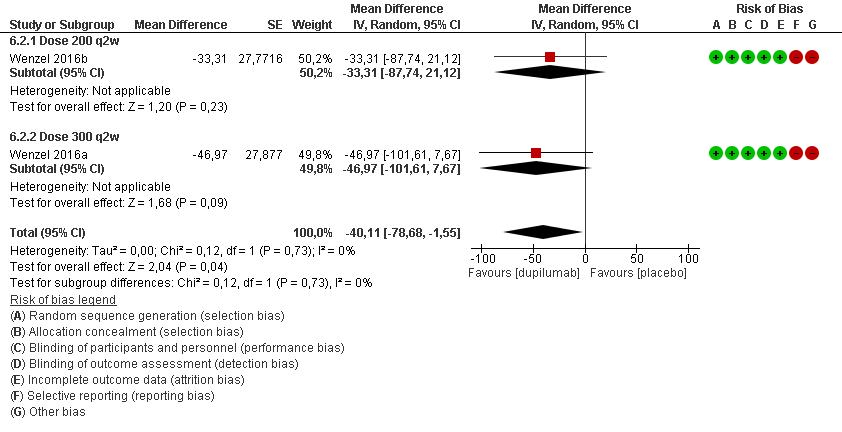 Mean Difference Mean Difference Risk of Bias
Study or Subgroup Mean Difference SE Weight IV, Random, 95% CI IV, Random, 95% CI A B C D E F G
6.2.1 Dose 200 q2w
Wenzel 2016b -33,31 27,7716 50,2% -33,31 [-87,74, 21,12] + + + + + - -
Subtotal (95% CI) 50,2% -33,31 [-87,74, 21,12]
Heterogeneity: Not applicable
Test for overall effect: Z = 1,20 (P = 0,23)
6.2.2 Dose 300 q2w
Wenzel 2016a -46,97 27,877 49,8% -46,97 [-101,61, 7,67] + + + + + - -
Subtotal (95% CI) 49,8% -46,97 [-101,61, 7,67]
Heterogeneity: Not applicable
Test for overall effect: Z = 1,68 (P = 0,09)
Total (95% CI) 100,0% -40,11 [-78,68, -1,55]
Heterogeneity: Tau² = 0,00; Chi² = 0,12, df = 1 (P = 0,73); I² = 0%
Test for overall effect: Z = 2,04 (P = 0,04)
Test for subgroup differences: Chi² = 0,12, df = 1 (P = 0,73), I² = 0%
-100 -50 0 50 100
Favours [dupilumab] Favours [placebo]
Risk of bias legend
(A) Random sequence generation (selection bias)
(B) Allocation concealment (selection bias)
(C) Blinding of participants and personnel (performance bias)
(D) Blinding of outcome assessment (detection bias)
(E) Incomplete outcome data (attrition bias)
(F) Selective reporting (reporting bias)
(G) Other bias